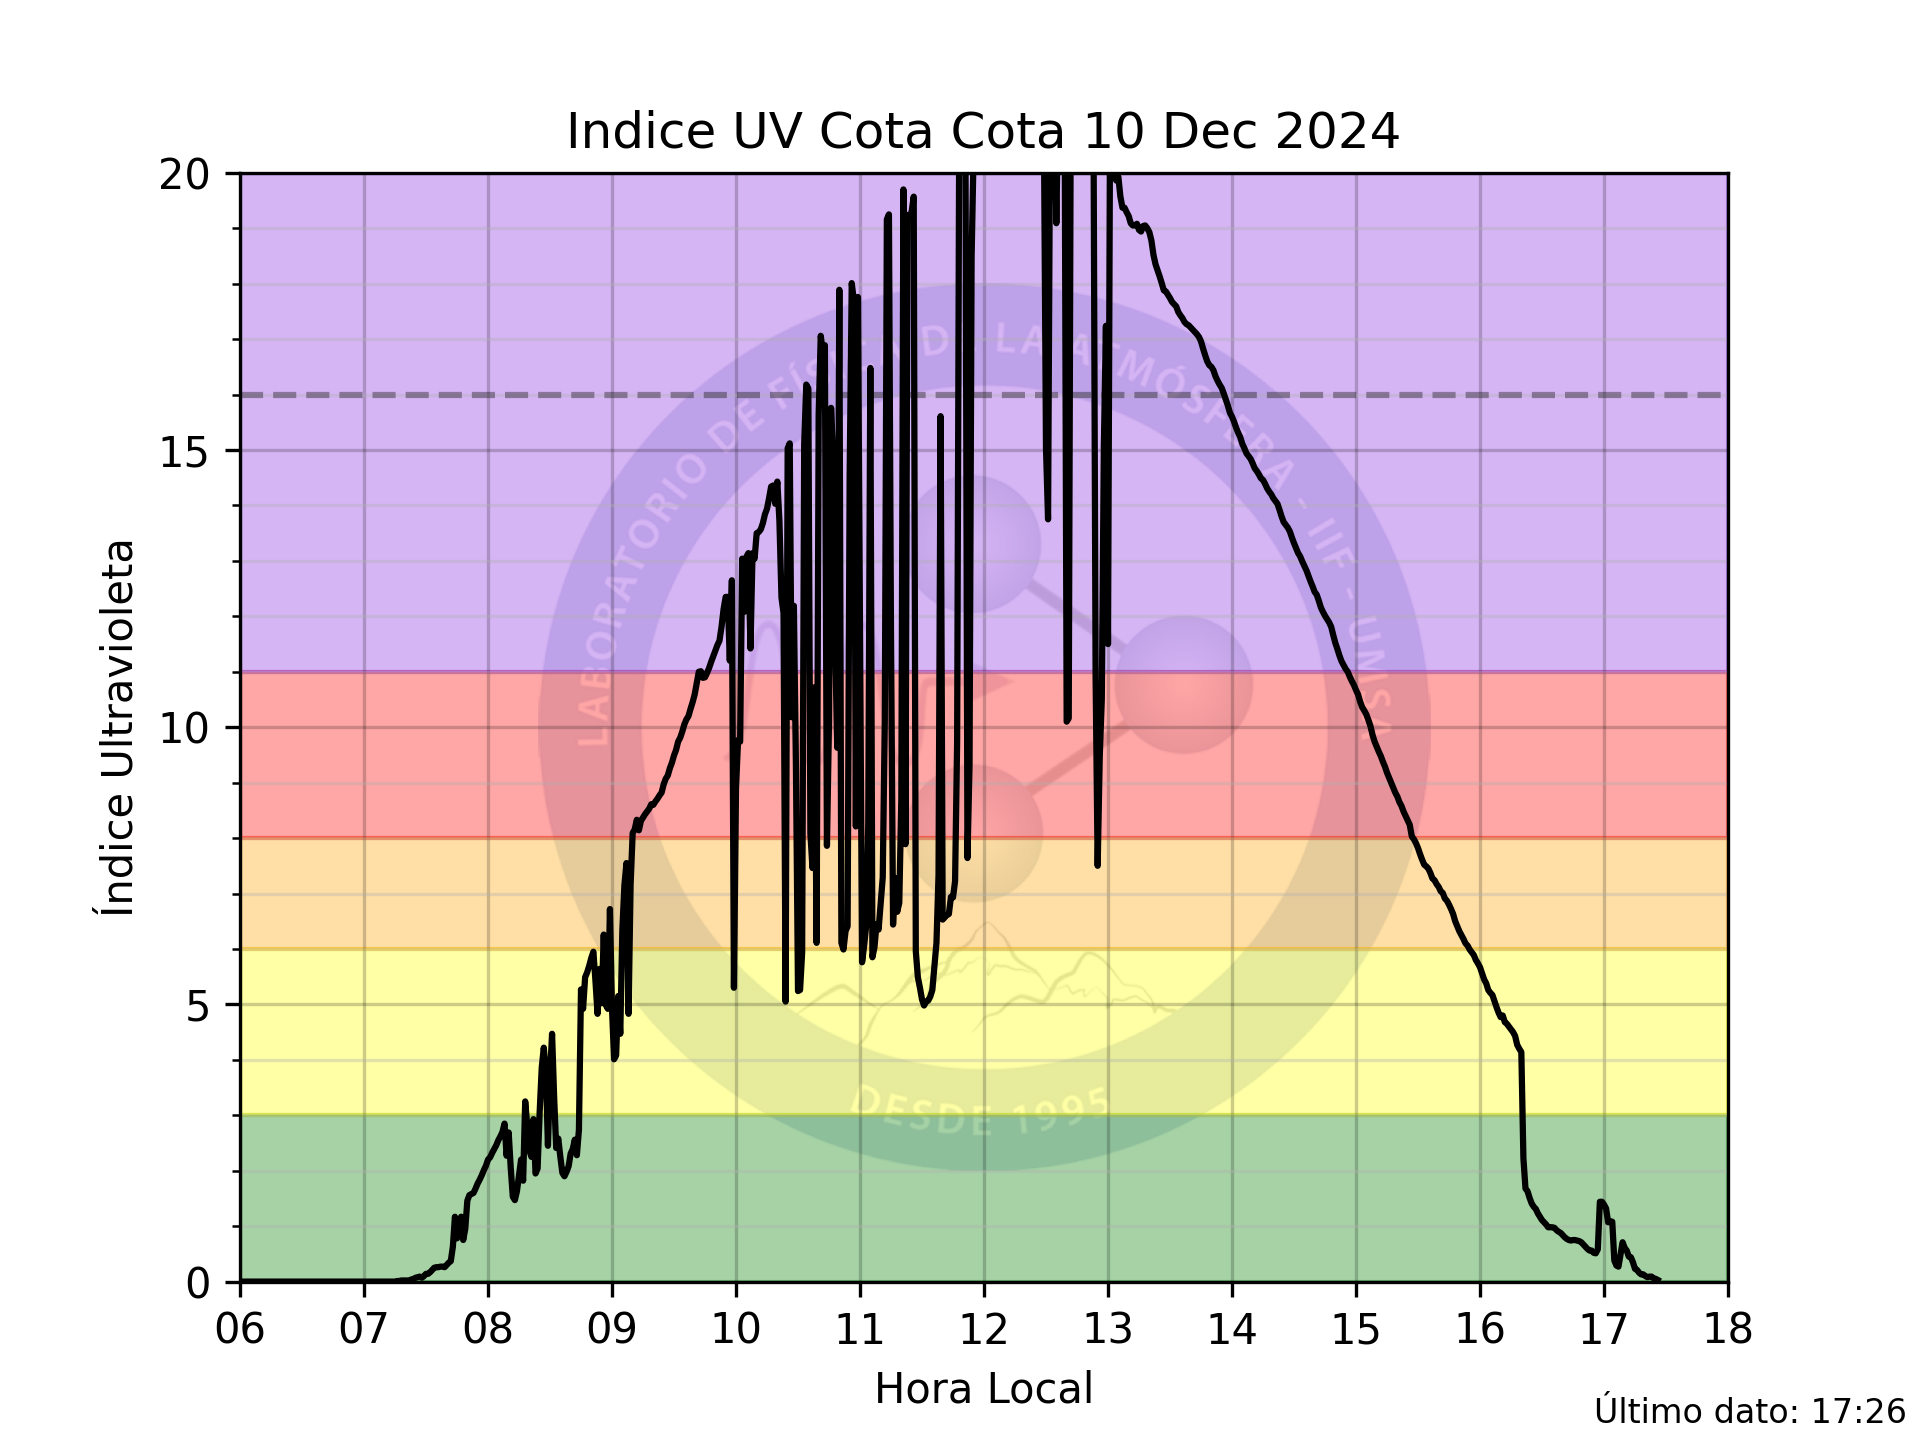 Indice UV Cota Cota 10 Dec 2024
20
15
10
5
0
Índice Ultravioleta
LABORATORIO DE FÍSICA DE LA ATMÓSFERA - IIF - UMSA
DESDE 1995
06 07 08 09 10 11 12 13 14 15 16 17 18
Hora Local
Último dato: 17:26